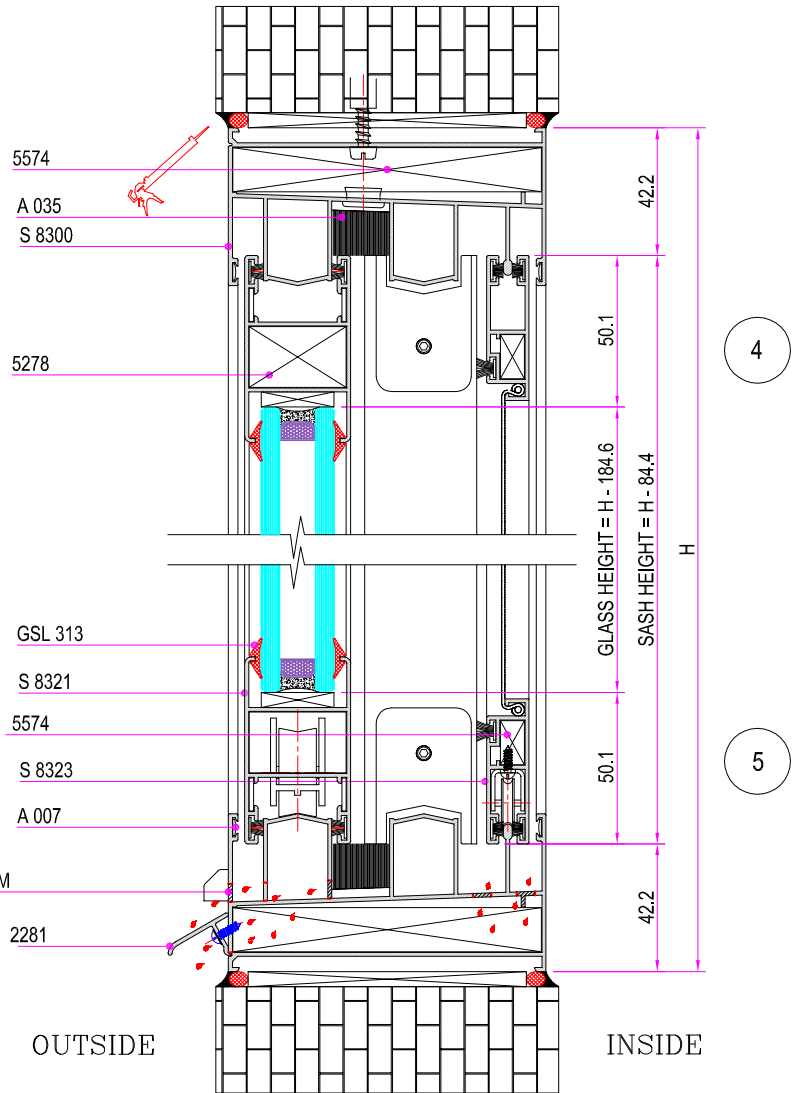 5574
A 035
S 8300
5278
GSL 313
S 8321
5574
S 8323
A 007
M
2281
42.2
50.1
GLASS HEIGHT = H - 184.6
SASH HEIGHT = H - 84.4
H
50.1
42.2
4
5
OUTSIDE
INSIDE